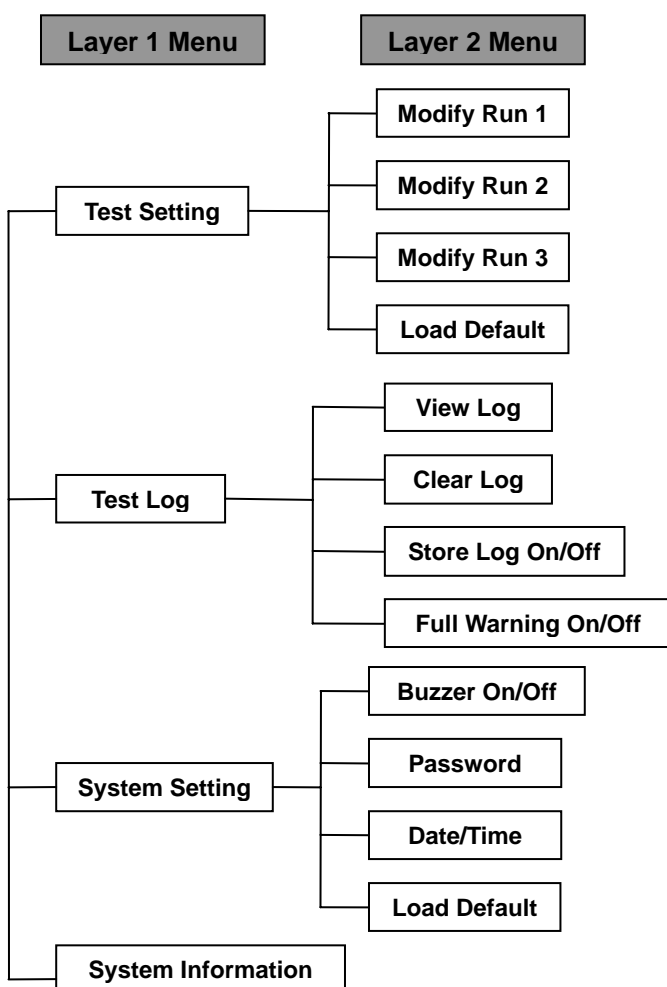 Layer 1 Menu
Layer 2 Menu
Test Setting
Modify Run 1
Modify Run 2
Modify Run 3
Load Default
Test Log
View Log
Clear Log
Store Log On/Off
Full Warning On/Off
System Setting
Buzzer On/Off
Password
Date/Time
Load Default
System Information